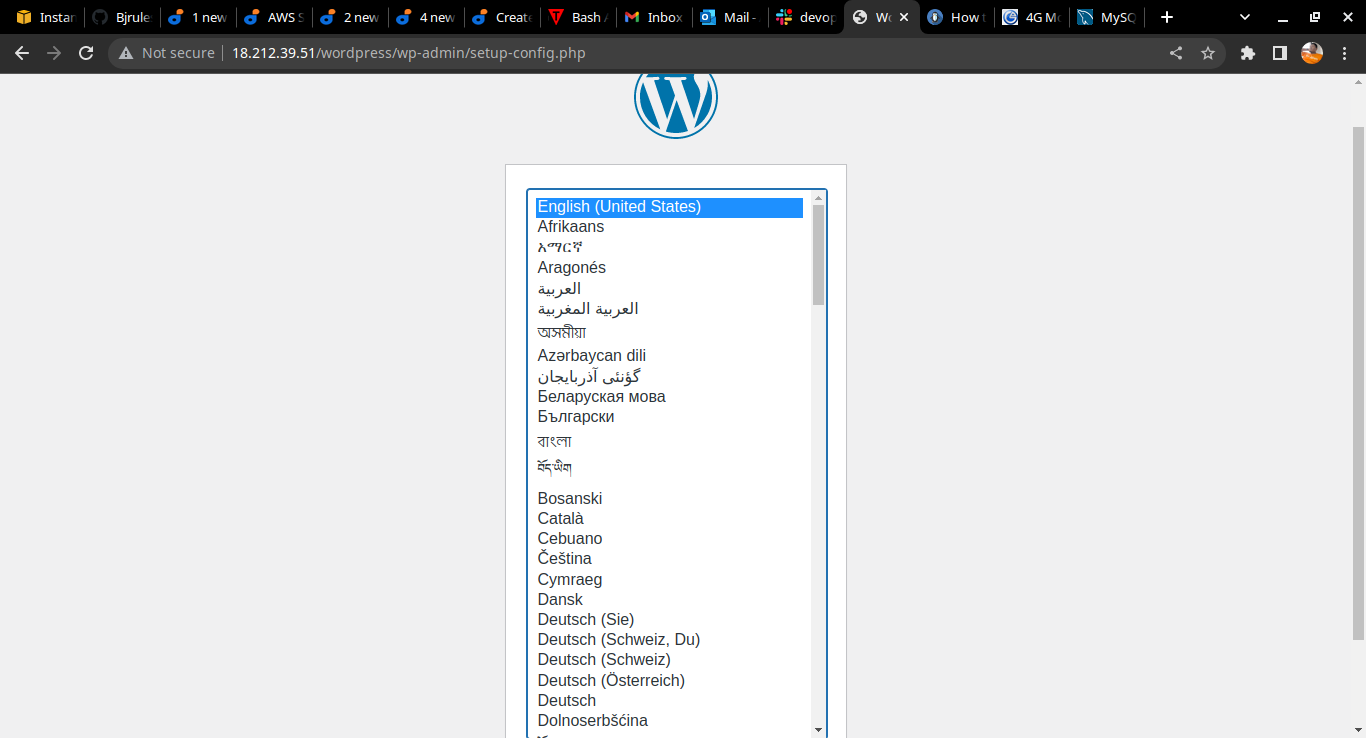 Instan
Bjrule
1 new
AWS S
2 new
4 new
Create
Bash A
Inbox
Mail -
devop
Wo
How t
4G Mo
MySQ
Not secure
18.212.39.51/wordpress/wp-admin/setup-config.php
English (United States)
Afrikaans
አማርኛ
Aragonés
العربية
العربية المغربية
অসমীয়া
Azərbaycan dili
گؤنئی آذربایجان
Беларуская мова
Български
বাংলা
བོད་ཡིག
Bosanski
Català
Cebuano
Čeština
Cymraeg
Dansk
Deutsch (Sie)
Deutsch (Schweiz, Du)
Deutsch (Schweiz)
Deutsch (Österreich)
Deutsch
Dolnoserbšćina